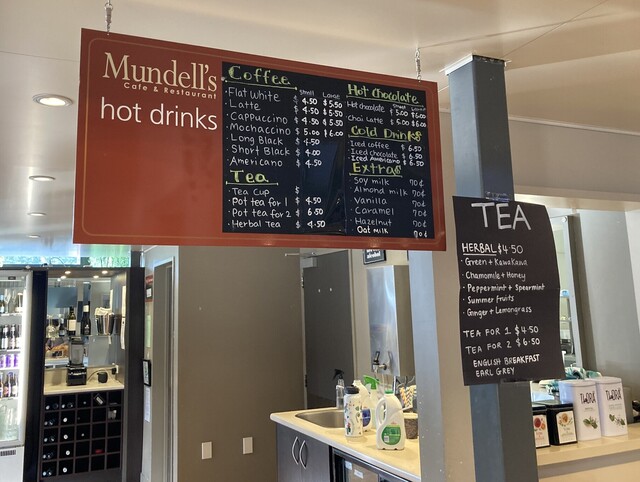 Mundell's
Cafe & Restaurant
hot drinks
Coffee
small Large
Flat White $ 4.50 $ 5.50
Latte $ 4.50 $ 5.50
Cappuccino $ 4.50 $ 5.50
Mochaccino $ 5.00 $ 6.00
Long Black $ 4.50
Short Black $ 4.00
Americano $ 4.50
Tea
Tea Cup $
Pot tea for 1 $ 4.50
Pot tea for 2 $ 6.50
Herbal Tea $ 4.50
Hot Chocolate
Small Large
Hot chocolate $ 5.00 $6.00
Chai Latte $ 5.00 $6.00
Cold Drinks
Iced coffee $ 6.50
Iced Chocolate $ 6.50
Iced Americano $ 6.50
Extras
Soy milk 70¢
Almond milk 70¢
Vanilla 70¢
Caramel 70¢
Hazelnut 70¢
Oat milk 70¢
TEA
HERBAL $4.50
Green + Kawakawa
Chamomile + Honey
Peppermint + Spearmint
Summer fruits
Ginger + Lemongrass
TEA FOR 1 $4.50
TEA FOR 2 $6.50
ENGLISH BREAKFAST
EARL GREY